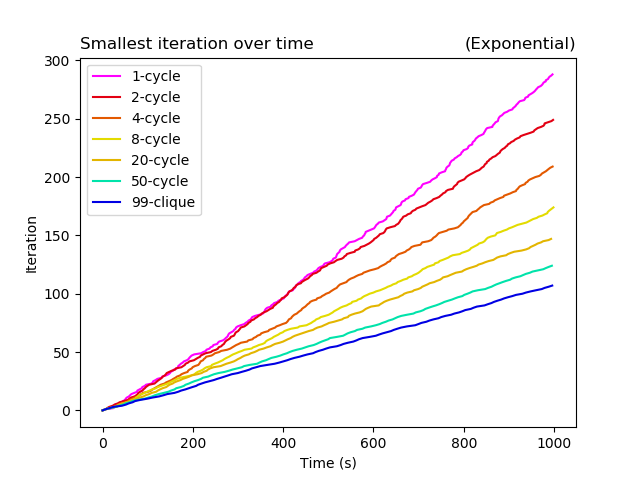 Smallest iteration over time (Exponential)
300
250
200
150
100
50
0
Iteration
1-cycle
2-cycle
4-cycle
8-cycle
20-cycle
50-cycle
99-clique
0 200 400 600 800 1000
Time (s)